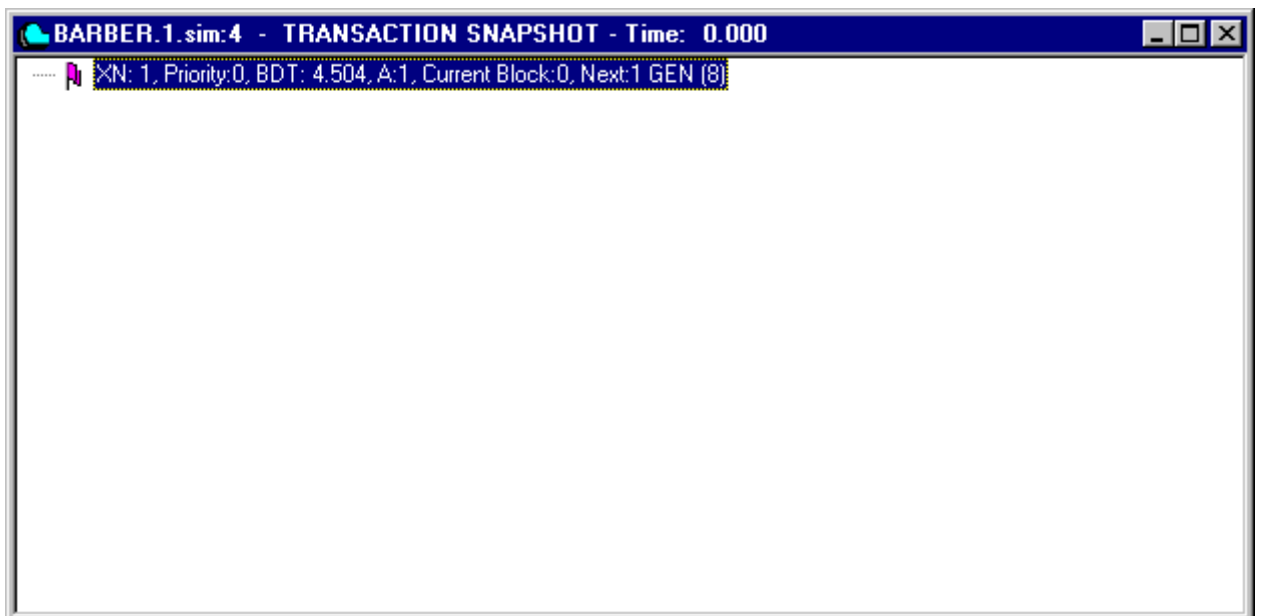 BARBER.1.sim:4 - TRANSACTION SNAPSHOT - Time: 0.000
XN: 1, Priority:0, BDT: 4.504, A:1, Current Block:0, Next:1 GEN (8)